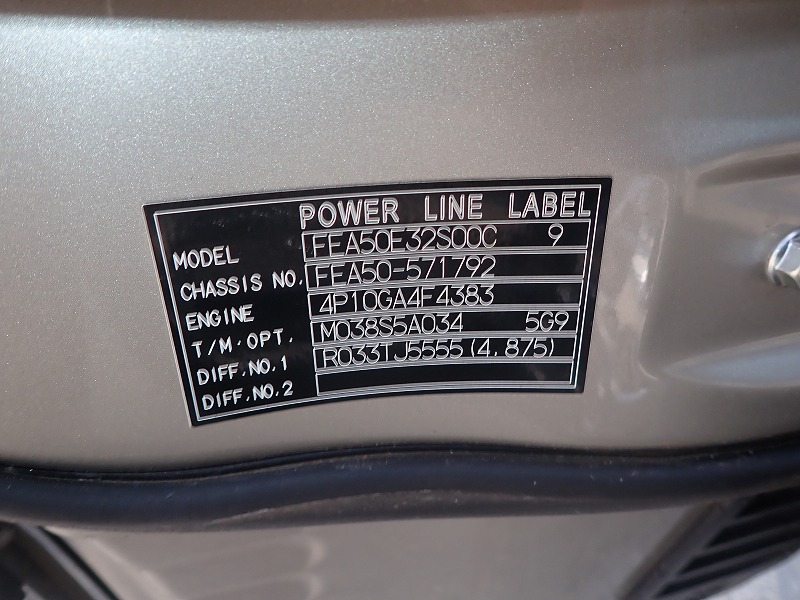 POWER LINE LABEL
MODEL FEA50E32S00C 9
CHASSIS NO. FEA50-571792
ENGINE 4P10GA4F4383
T/M·OPT. M038S5A034 5G9
DIFF.NO.1 R033TJ5555(4,875)
DIFF.NO.2